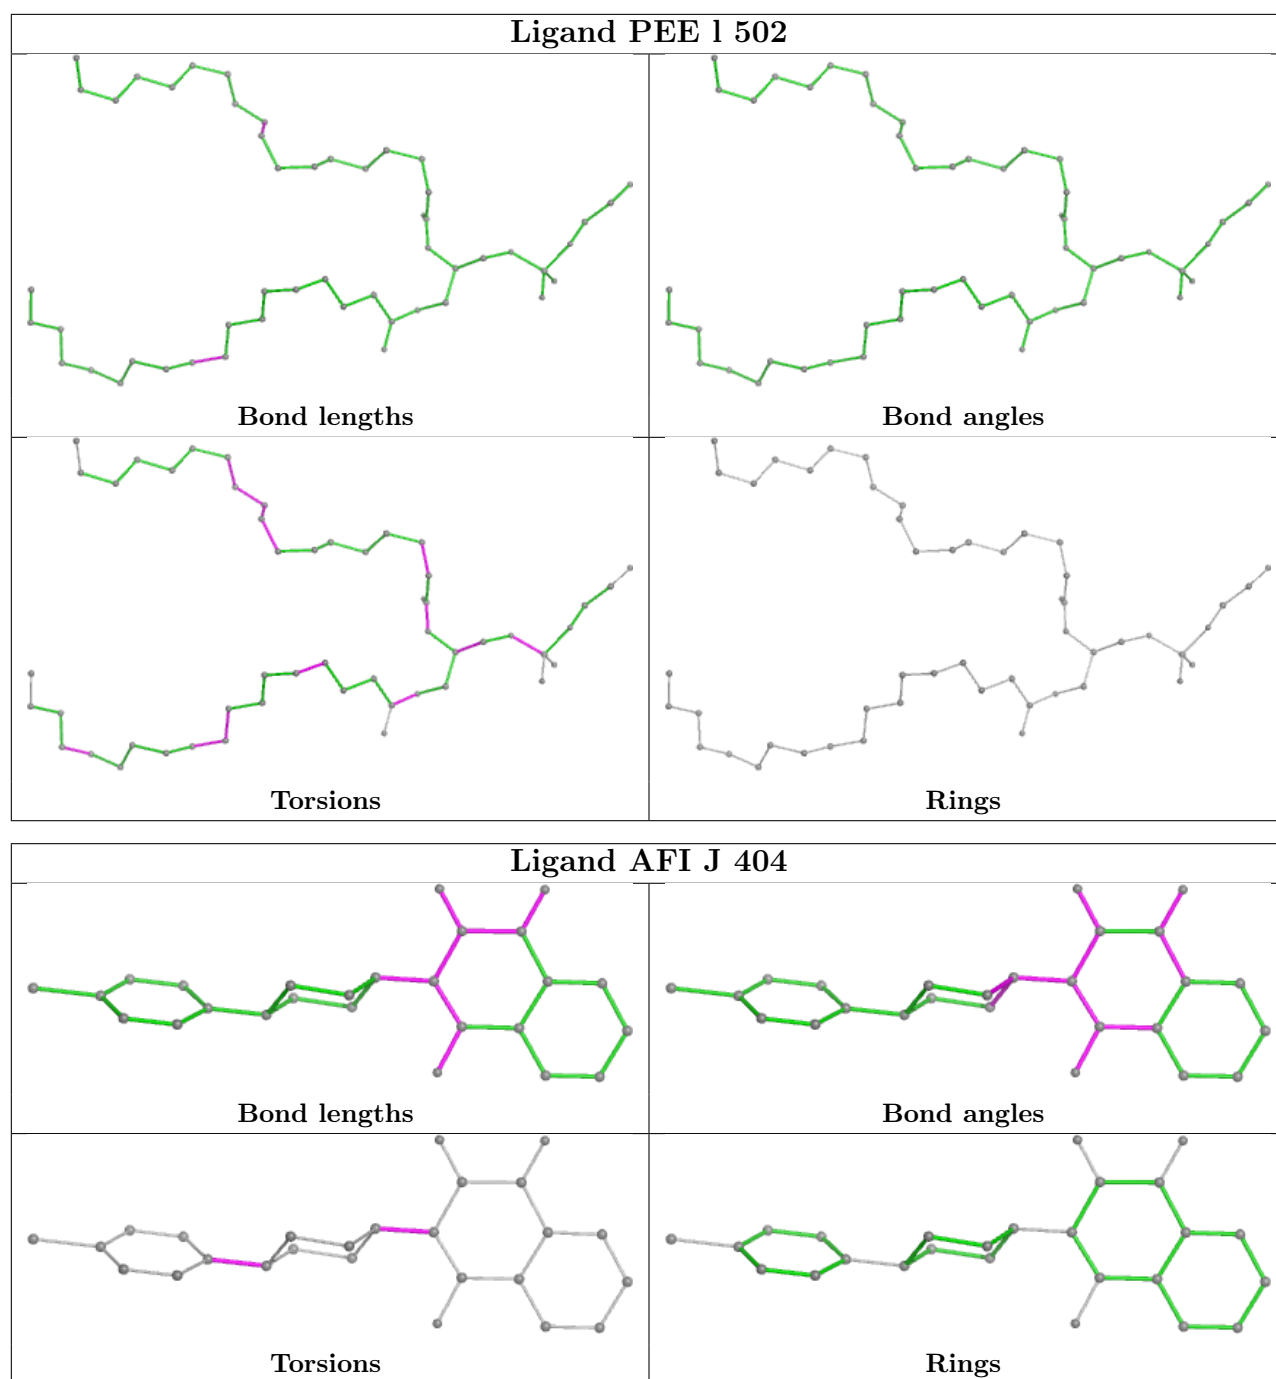 Ligand PEE l 502
Bond lengths
Bond angles
Torsions
Rings
Ligand AFI J 404
Bond lengths
Bond angles
Torsions
Rings